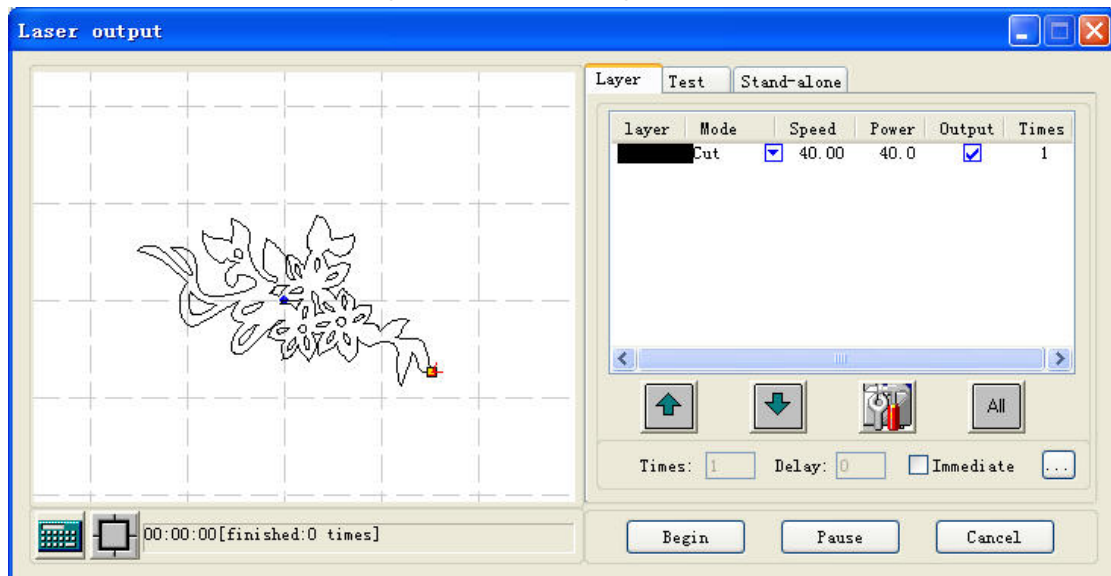 Laser output
Layer Test Stand-alone
layer Mode Speed Power Output Times
Cut 40.00 40.0 1
All
Times: 1 Delay: 0 Immediate ...
00:00:00[finished:0 times]
Begin Pause Cancel